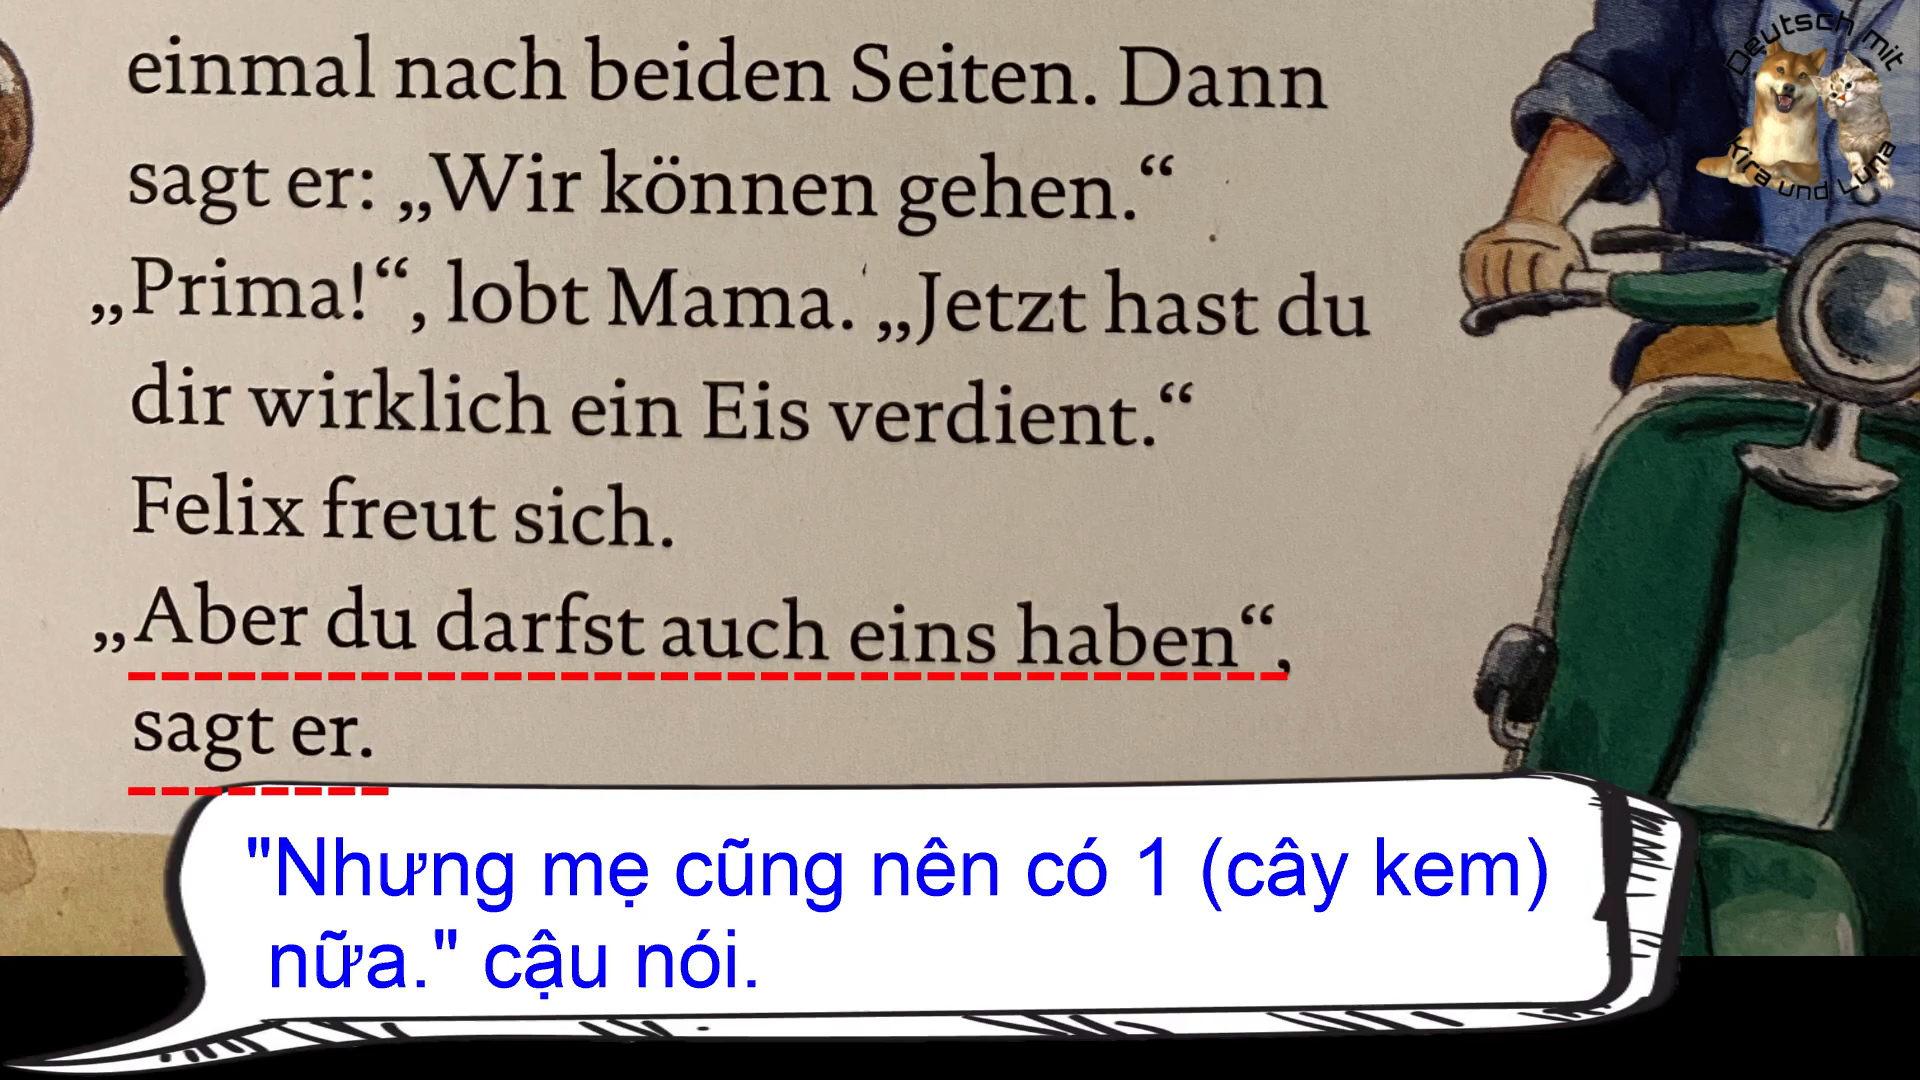 einmal nach beiden Seiten. Dann
sagt er: „Wir können gehen.“
„Prima!“, lobt Mama. „Jetzt hast du
dir wirklich ein Eis verdient.“
Felix freut sich.
„Aber du darfst auch eins haben“,
sagt er.
"Nhưng mẹ cũng nên có 1 (cây kem)
nữa." cậu nói.
Deutsch mit
Kira und Luna